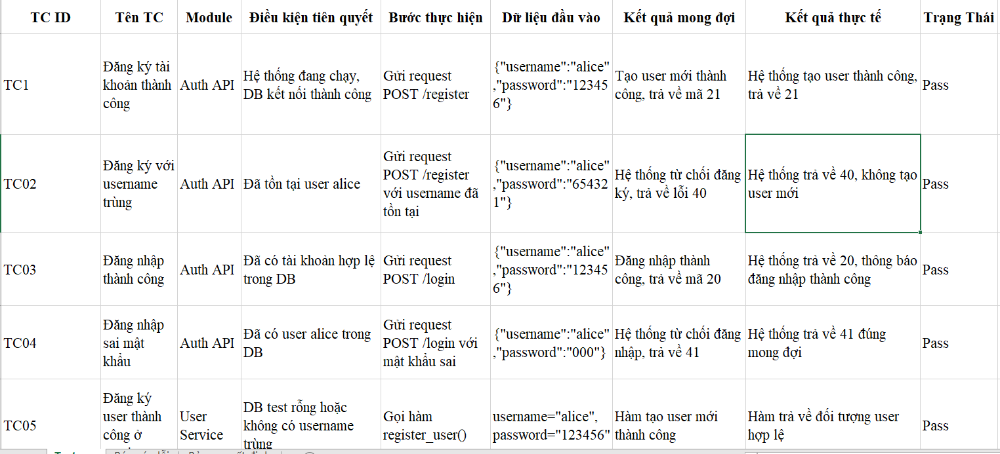 TC ID Tên TC Module Điều kiện tiên quyết Bước thực hiện Dữ liệu đầu vào Kết quả mong đợi Kết quả thực tế Trạng Thái
TC1
Đăng ký tài
khoản thành
công
Auth API
Hệ thống đang chạy,
DB kết nối thành công
Gửi request
POST /register
{"username":"alice"
,"password":"12345
6"}
Tạo user mới thành
công, trả về mã 21
Hệ thống tạo user thành công,
trả về 21
Pass
TC02
Đăng ký với
username
trùng
Auth API
Đã tồn tại user alice
Gửi request
POST /register
với username đã
tồn tại
{"username":"alice"
,"password":"65432
1"}
Hệ thống từ chối đăng
ký, trả về lỗi 40
Hệ thống trả về 40, không tạo
user mới
Pass
TC03
Đăng nhập
thành công
Auth API
Đã có tài khoản hợp lệ
trong DB
Gửi request
POST /login
{"username":"alice"
,"password":"12345
6"}
Đăng nhập thành
công, trả về mã 20
Hệ thống trả về 20, thông báo
đăng nhập thành công
Pass
TC04
Đăng nhập
sai mật
khẩu
Auth API
Đã có user alice trong
DB
Gửi request
POST /login với
mật khẩu sai
{"username":"alice"
,"password":"000"}
Hệ thống từ chối đăng
nhập, trả về 41
Hệ thống trả về 41 đúng
mong đợi
Pass
TC05
Đăng ký
user thành
công ở
User
Service
DB test rỗng hoặc
không có username
trùng
Gọi hàm
register_user()
username="alice",
password="123456"
Hàm tạo user mới
thành công
Hàm trả về đối tượng user
hợp lệ
Pass